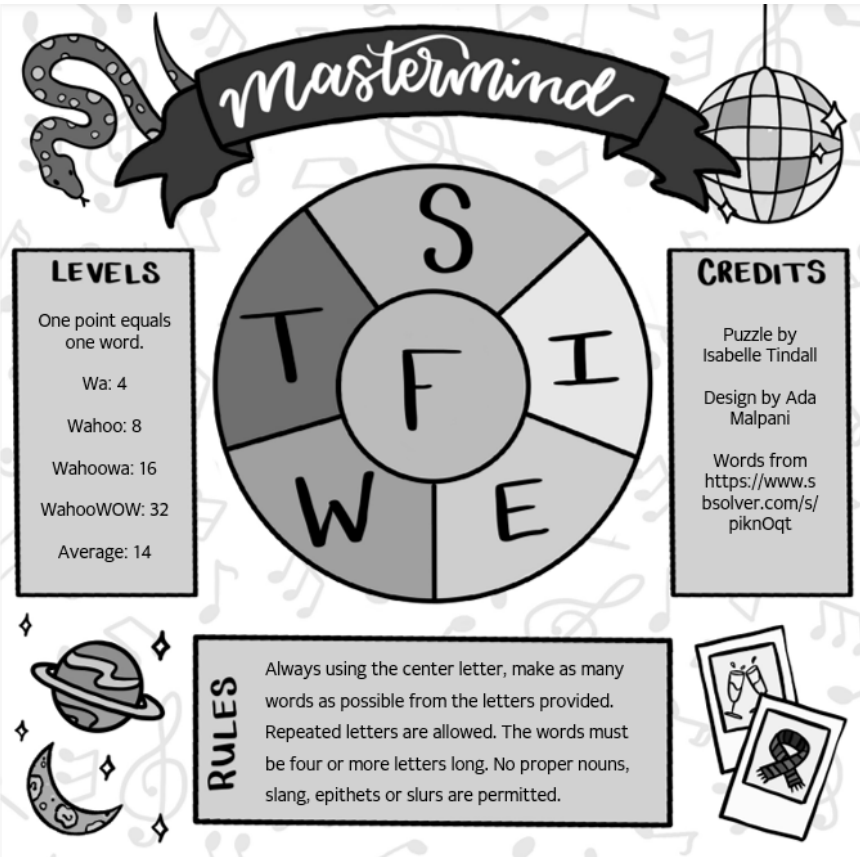 mastermind
LEVELS
One point equals
one word.
Wa: 4
Wahoo: 8
Wahoowa: 16
WahooWOW: 32
Average: 14
S
T
I
F
W
E
CREDITS
Puzzle by
Isabelle Tindall
Design by Ada
Malpani
Words from
https://www.s
bsolver.com/s/
piknOqt
RULES
Always using the center letter, make as many
words as possible from the letters provided.
Repeated letters are allowed. The words must
be four or more letters long. No proper nouns,
slang, epithets or slurs are permitted.